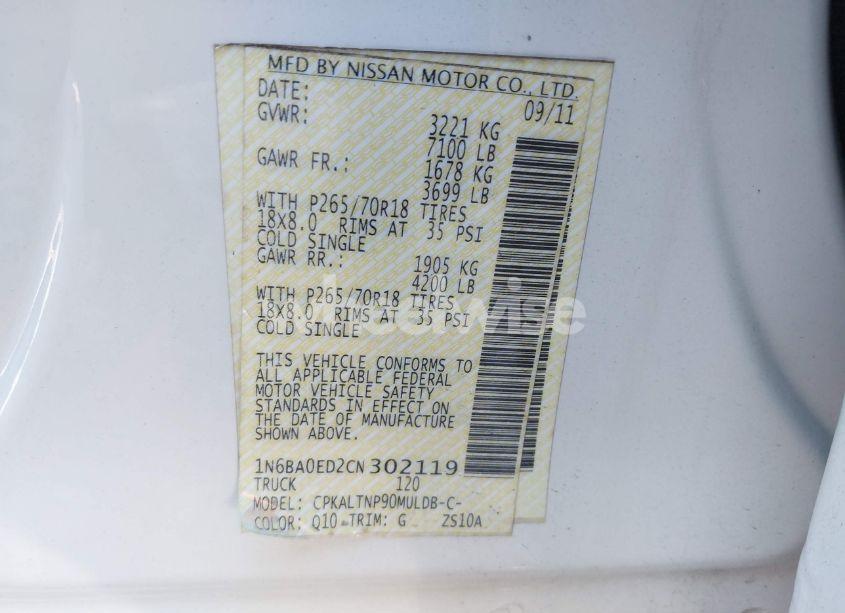 MFD BY NISSAN MOTOR CO., LTD.
DATE: 09/11
GVWR: 3221 KG
7100 LB
GAWR FR.: 1678 KG
3699 LB
WITH P265/70R18 TIRES
18X8.0 RIMS AT 35 PSI
COLD SINGLE
GAWR RR.: 1905 KG
4200 LB
WITH P265/70R18 TIRES
18X8.0 RIMS AT 35 PSI
COLD SINGLE
THIS VEHICLE CONFORMS TO
ALL APPLICABLE FEDERAL
MOTOR VEHICLE SAFETY
STANDARDS IN EFFECT ON
THE DATE OF MANUFACTURE
SHOWN ABOVE.
1N6BA0ED2CN302119
TRUCK 120
MODEL: CPKALTNP90MULDB-C-
COLOR: Q10 TRIM: G ZS10A